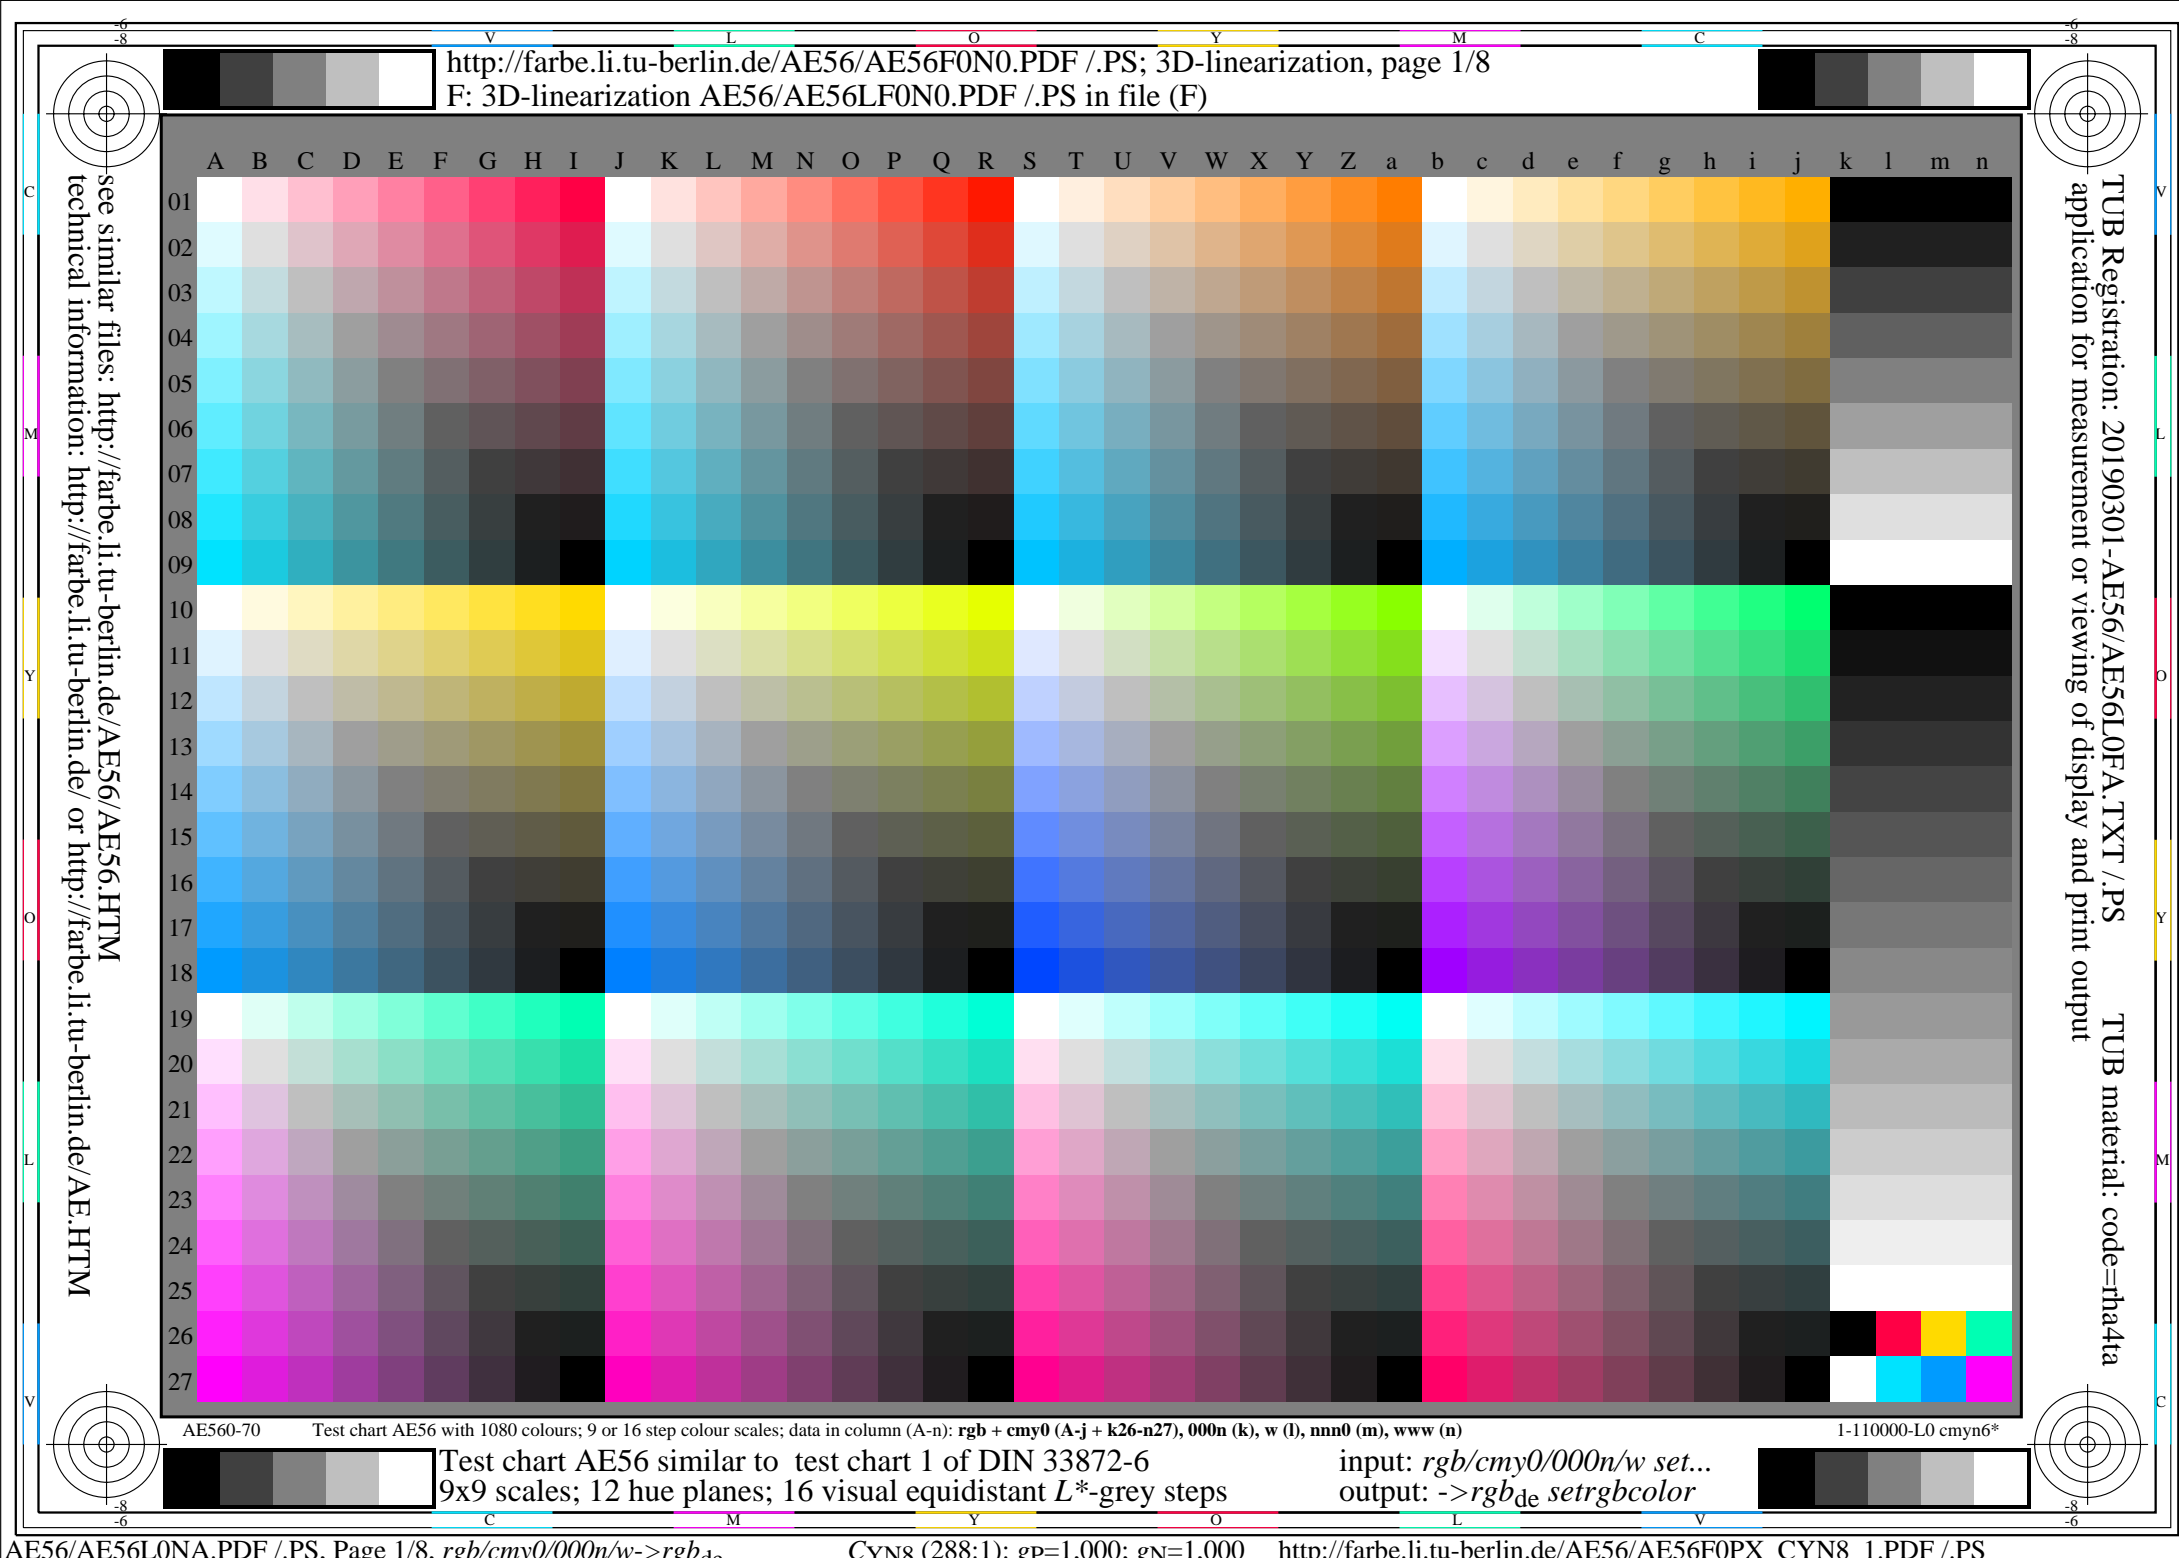 -6
-8
V L O Y M C
-6
-8
http://farbe.li.tu-berlin.de/AE56/AE56F0N0.PDF /.PS; 3D-linearization, page 1/8
F: 3D-linearization AE56/AE56LF0N0.PDF /.PS in file (F)
A B C D E F G H I J K L M N O P Q R S T U V W X Y Z a b c d e f g h i j k l m n
01
02
03
04
05
06
07
08
09
10
11
12
13
14
15
16
17
18
19
20
21
22
23
24
25
26
27
C
M
Y
O
L
V
see similar files: http://farbe.li.tu-berlin.de/AE56/AE56.HTM
technical information: http://farbe.li.tu-berlin.de/ or http://farbe.li.tu-berlin.de/AE.HTM
TUB Registration: 20190301-AE56/AE56L0FA.TXT /.PS TUB material: code=rha4ta
application for measurement or viewing of display and print output
V
L
O
Y
M
C
AE560-70 Test chart AE56 with 1080 colours; 9 or 16 step colour scales; data in column (A-n): rgb + cmy0 (A-j + k26-n27), 000n (k), w (l), nnn0 (m), www (n) 1-110000-L0 cmyn6*
Test chart AE56 similar to test chart 1 of DIN 33872-6 input: rgb/cmy0/000n/w set...
9x9 scales; 12 hue planes; 16 visual equidistant L*-grey steps output: ->rgbde setrgbcolor
-8
-6
C M Y O L V
-8
-6
AE56/AE56L0NA.PDF /.PS, Page 1/8, rgb/cmy0/000n/w->rgbde CYN8 (288:1): gP=1,000; gN=1,000 http://farbe.li.tu-berlin.de/AE56/AE56F0PX_CYN8_1.PDF /.PS